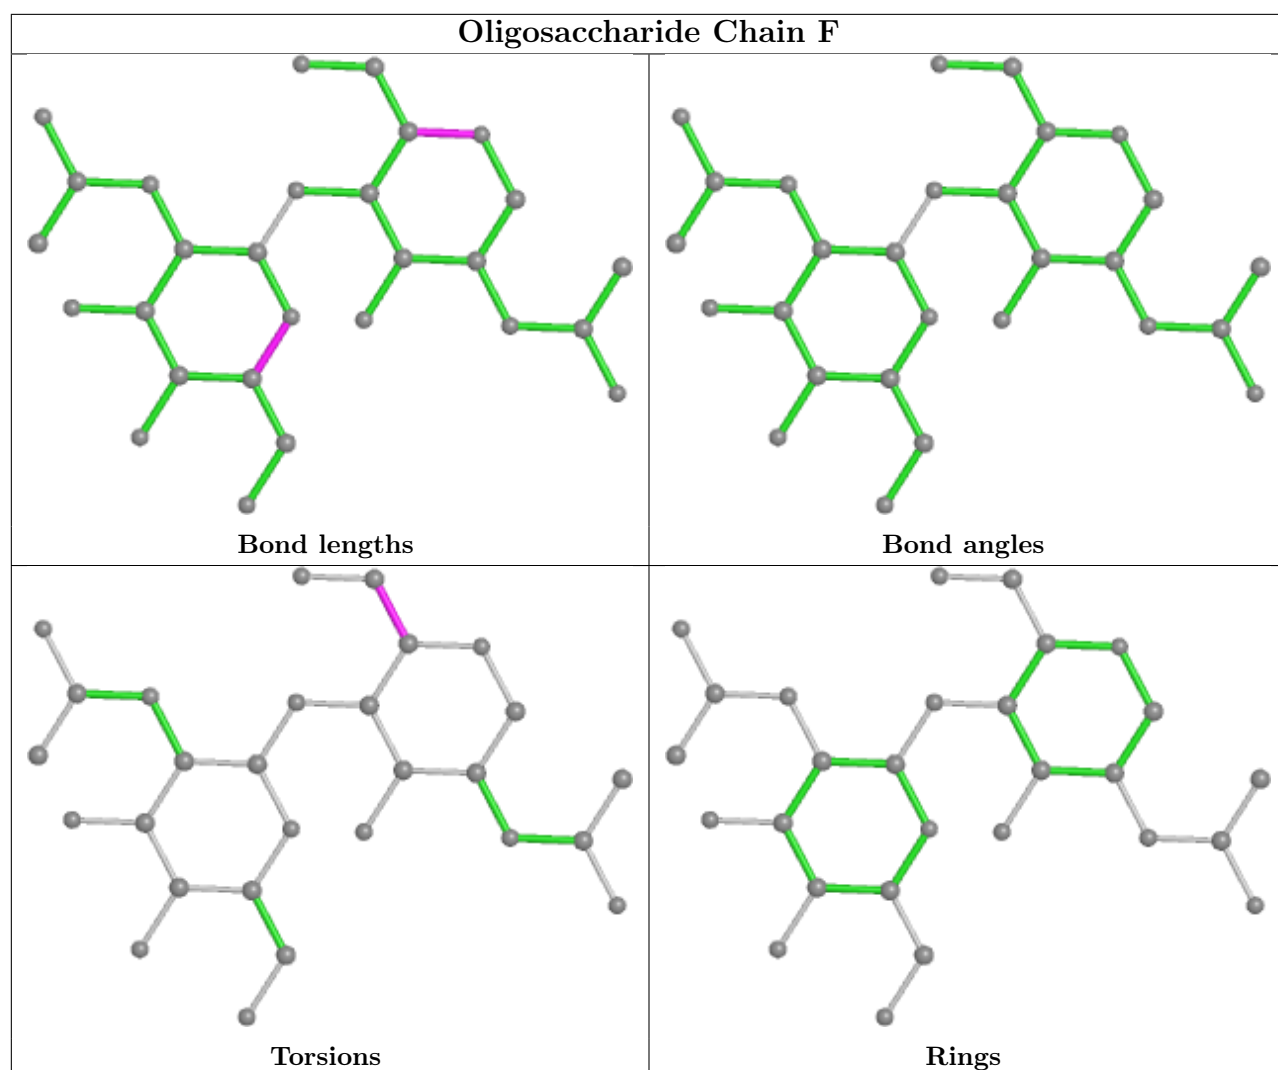 Oligosaccharide Chain F
Bond lengths
Bond angles
Torsions
Rings